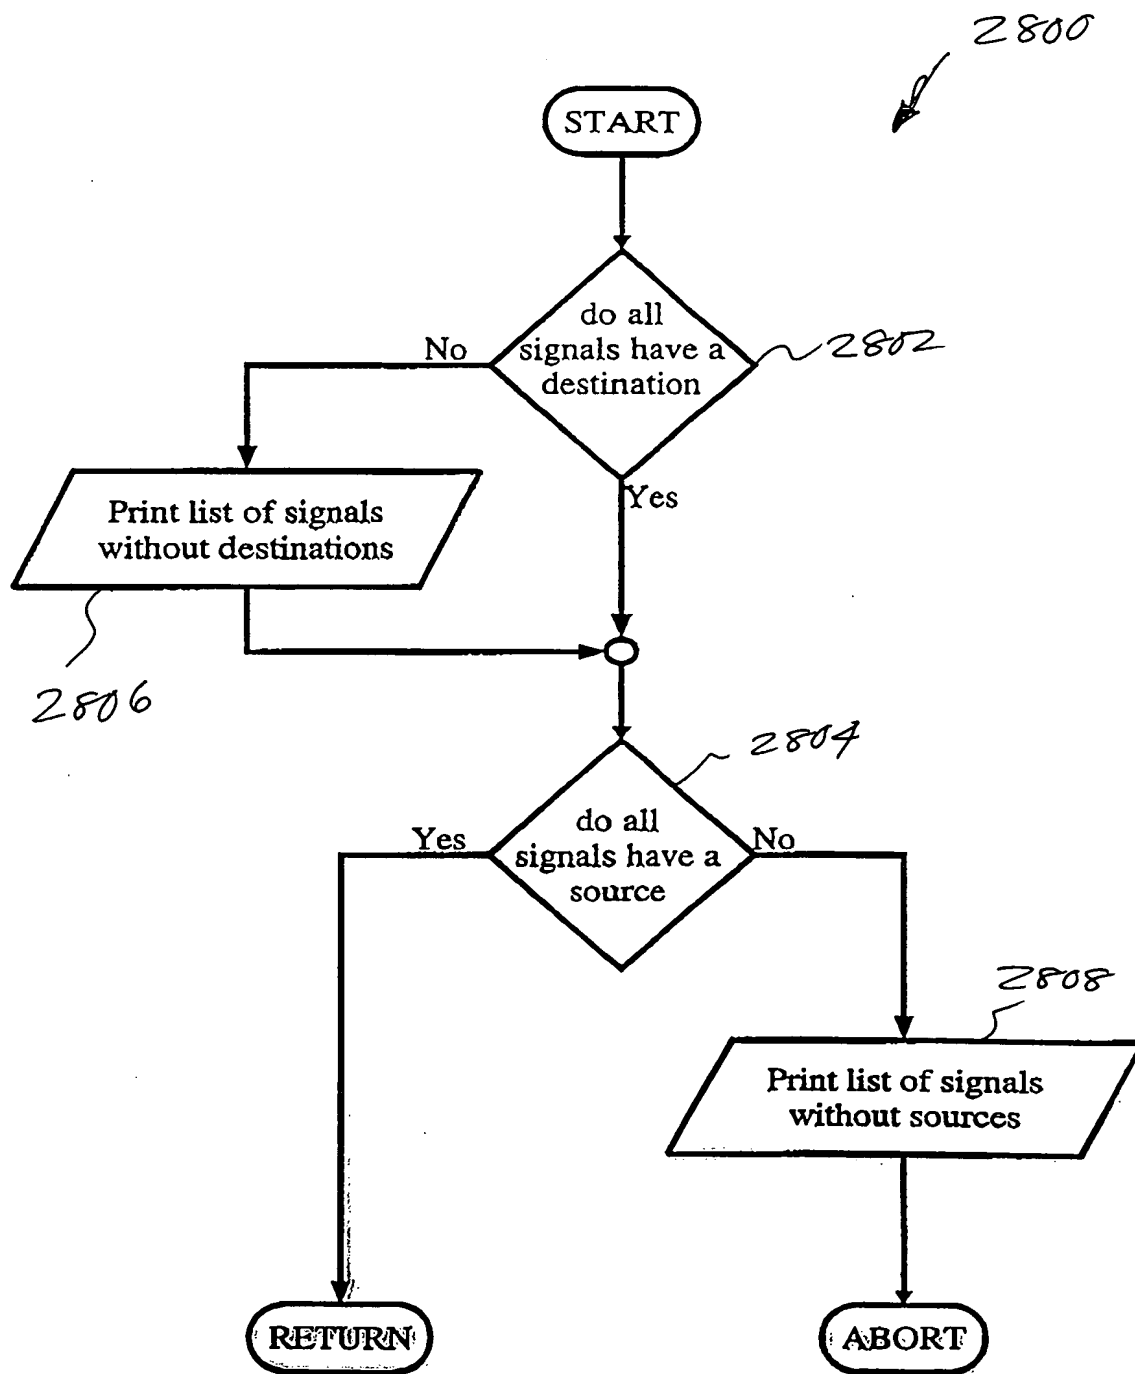 2800
START
do all
signals have a
destination
No
2802
Yes
Print list of signals
without destinations
2806
2804
do all
signals have a
source
Yes
No
2808
Print list of signals
without sources
RETURN
ABORT